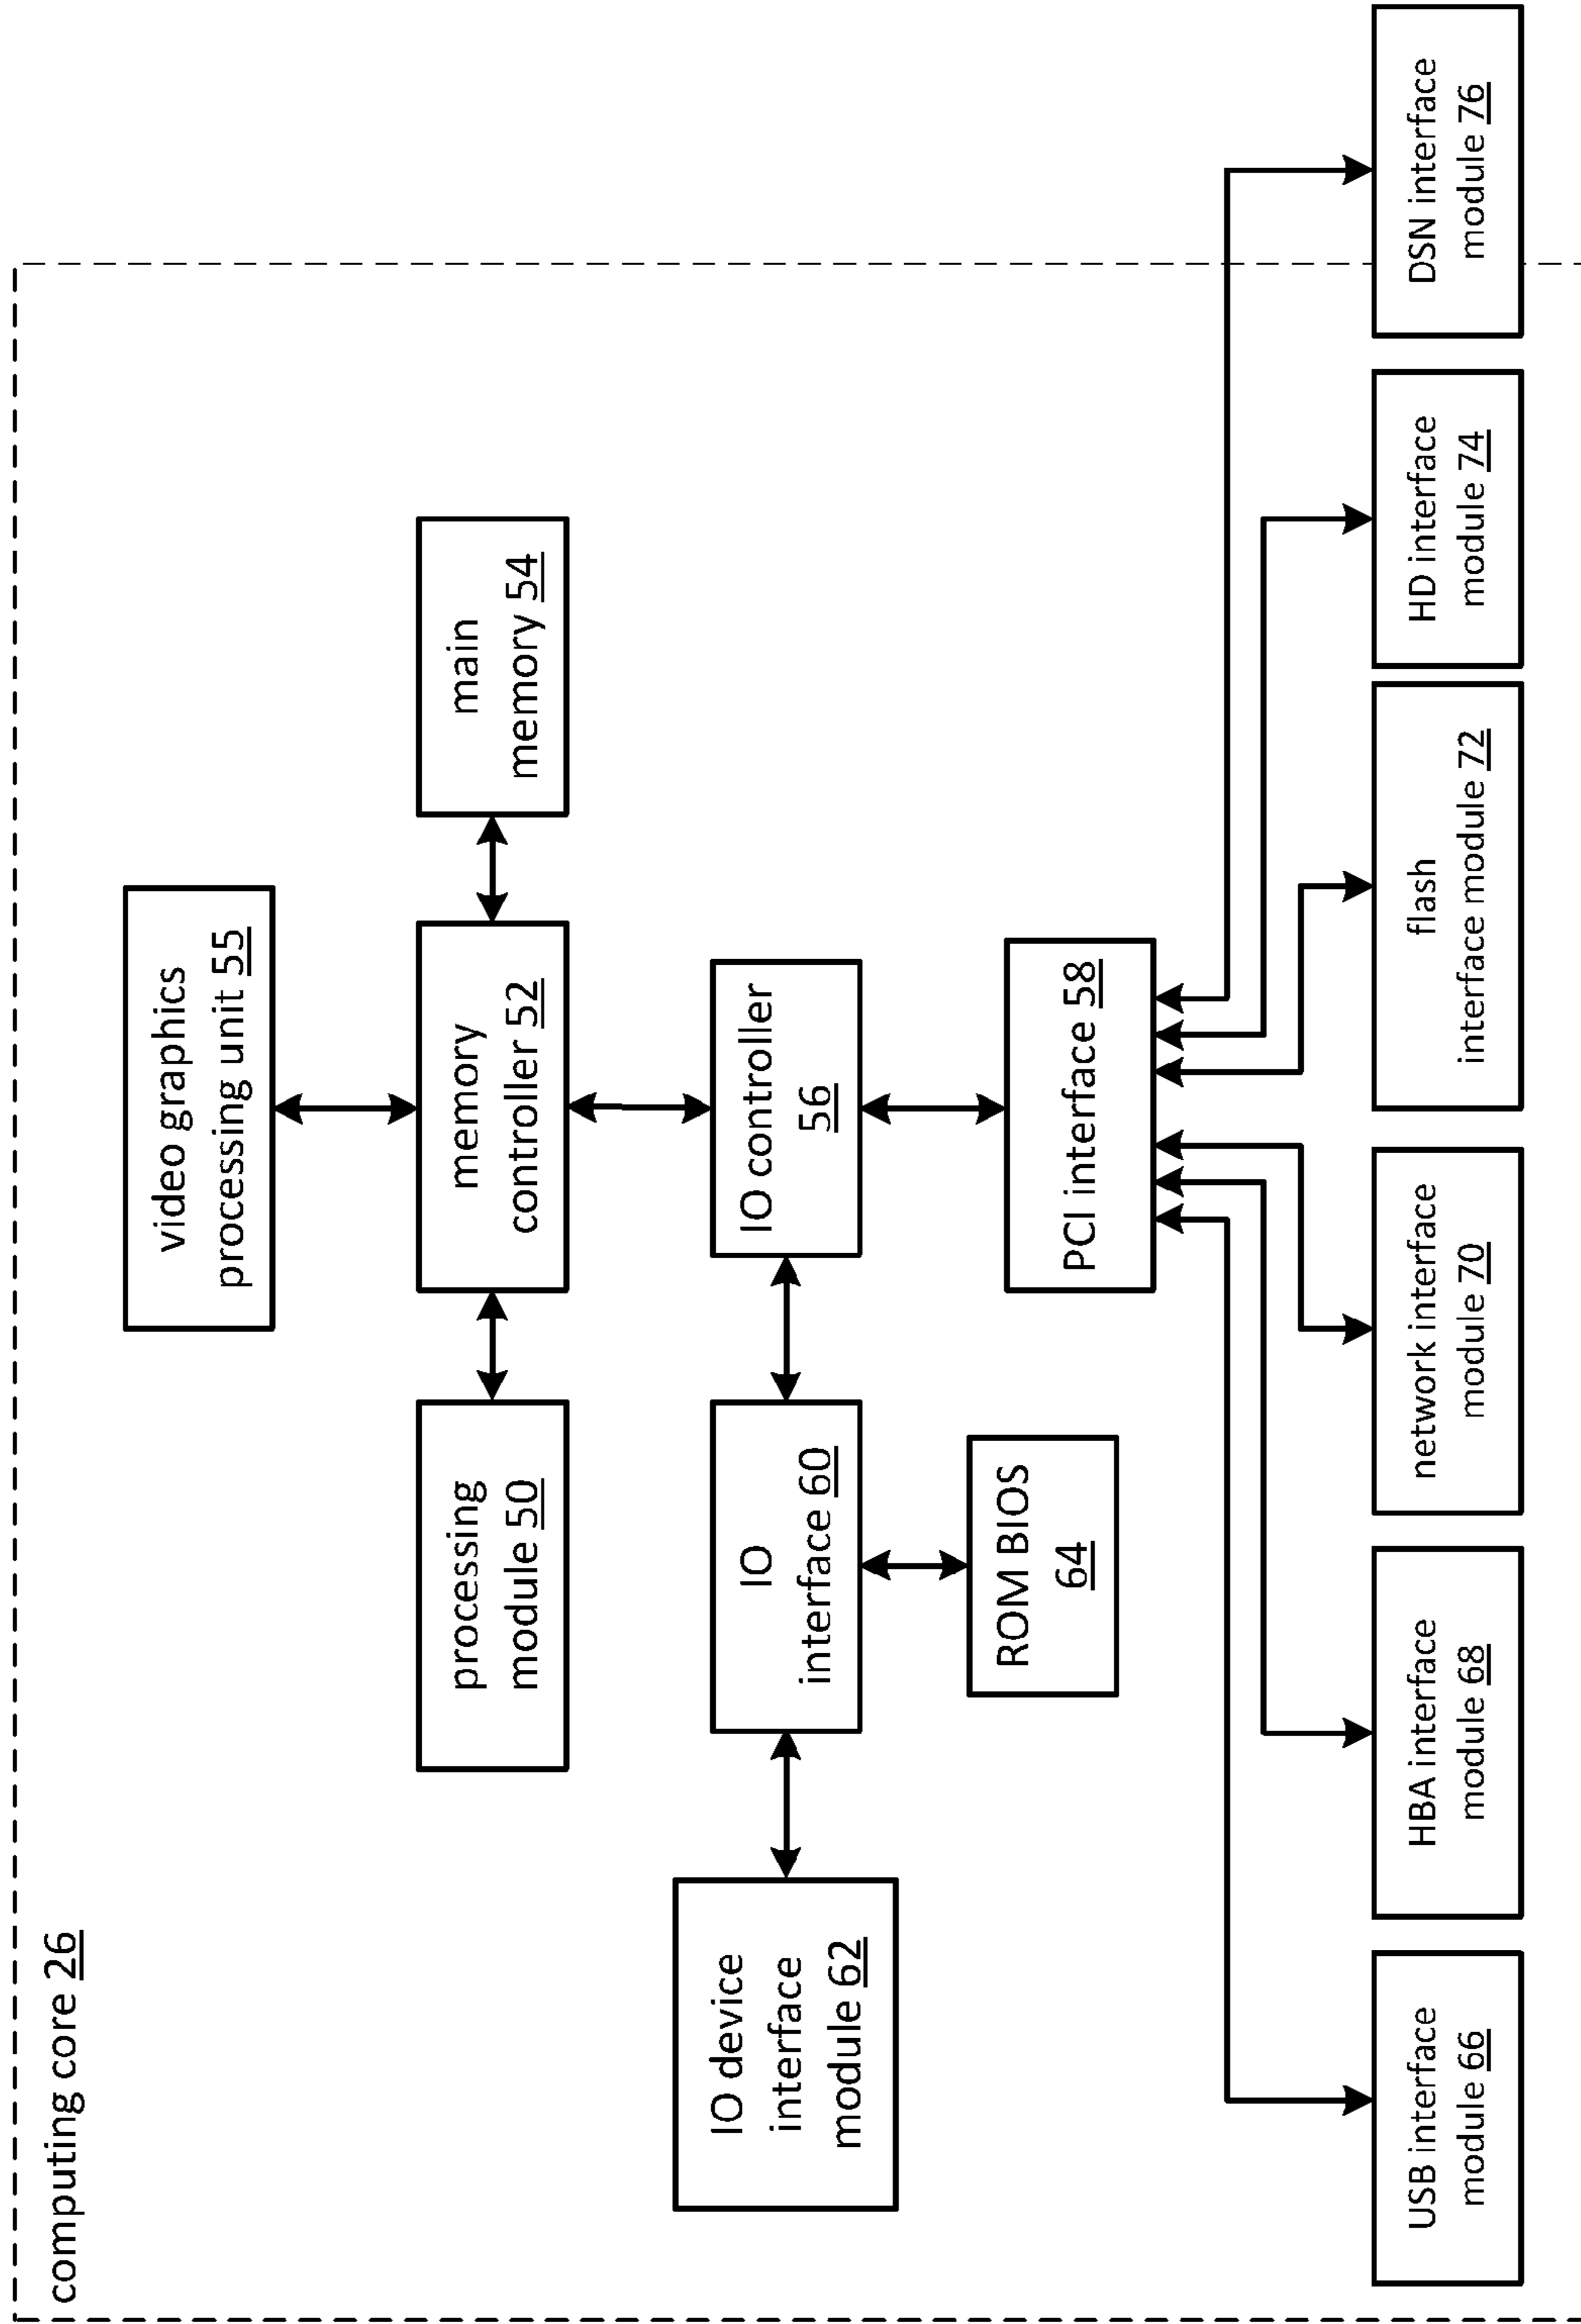 computing core 26
video graphics
processing unit 55
processing
module 50
memory
controller 52
main
memory 54
IO device
interface
module 62
IO
interface 60
IO controller
56
ROM BIOS
64
PCI interface 58
USB interface
module 66
HBA interface
module 68
network interface
module 70
flash
interface module 72
HD interface
module 74
DSN interface
module 76